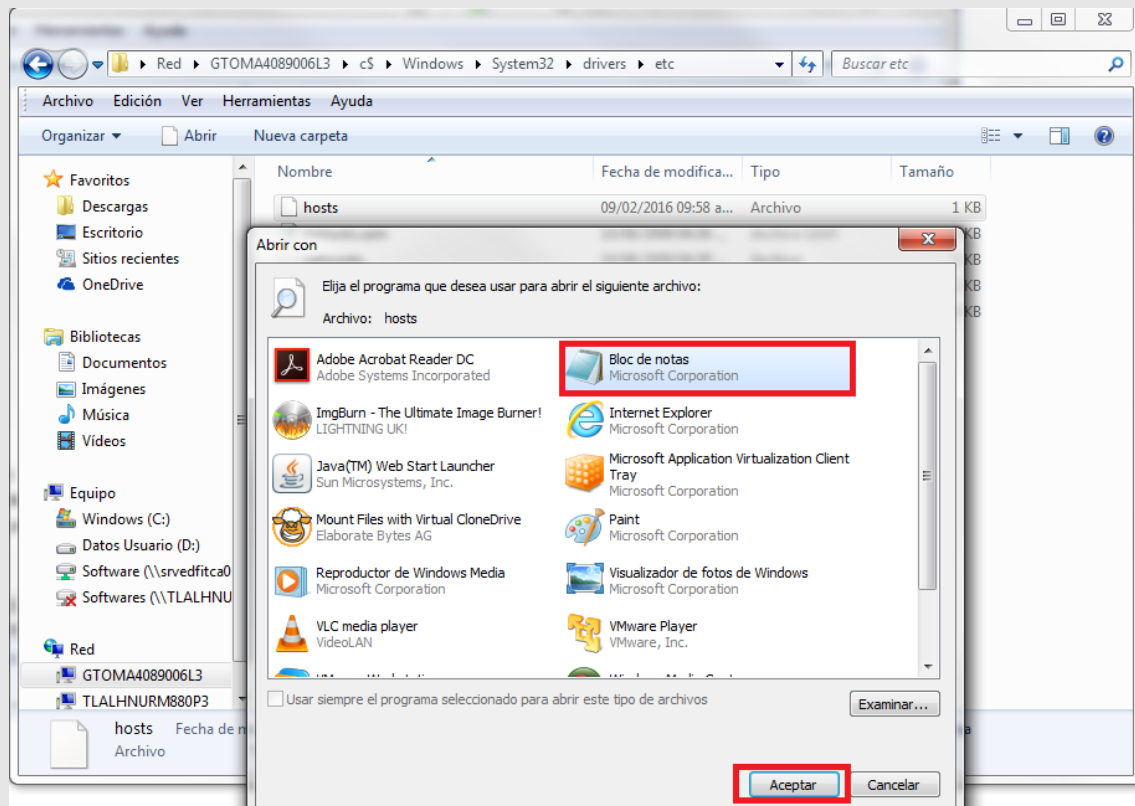 Red ▸ GTOMA4089006L3 ▸ c$ ▸ Windows ▸ System32 ▸ drivers ▸ etc
Buscar etc
Archivo Edición Ver Herramientas Ayuda
Organizar Abrir Nueva carpeta
Nombre Fecha de modifica... Tipo Tamaño
hosts 09/02/2016 09:58 a... Archivo 1 KB
KB
KB
KB
KB
Favoritos
Descargas
Escritorio
Sitios recientes
OneDrive
Bibliotecas
Documentos
Imágenes
Música
Vídeos
Equipo
Windows (C:)
Datos Usuario (D:)
Software (\\srvedfitca0
Softwares (\\TLALHNU
Red
GTOMA4089006L3
TLALHNURM880P3
hosts Fecha de m
Archivo
Abrir con
Elija el programa que desea usar para abrir el siguiente archivo:
Archivo: hosts
Adobe Acrobat Reader DC
Adobe Systems Incorporated
Bloc de notas
Microsoft Corporation
ImgBurn - The Ultimate Image Burner!
LIGHTNING UK!
Internet Explorer
Microsoft Corporation
Java(TM) Web Start Launcher
Sun Microsystems, Inc.
Microsoft Application Virtualization Client
Tray
Microsoft Corporation
Mount Files with Virtual CloneDrive
Elaborate Bytes AG
Paint
Microsoft Corporation
Reproductor de Windows Media
Microsoft Corporation
Visualizador de fotos de Windows
Microsoft Corporation
VLC media player
VideoLAN
VMware Player
VMware, Inc.
Usar siempre el programa seleccionado para abrir este tipo de archivos
Examinar...
Aceptar Cancelar